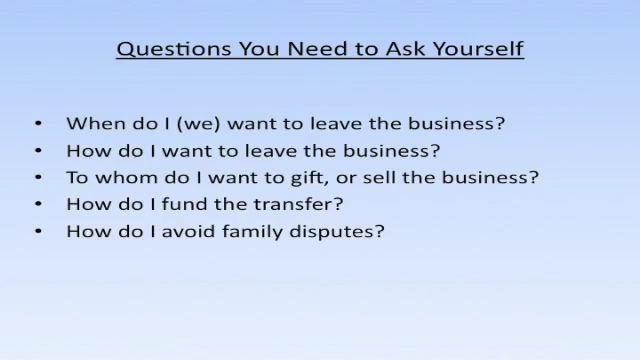 Questions You Need to Ask Yourself
• When do I (we) want to leave the business?
• How do I want to leave the business?
• To whom do I want to gift, or sell the business?
• How do I fund the transfer?
• How do I avoid family disputes?